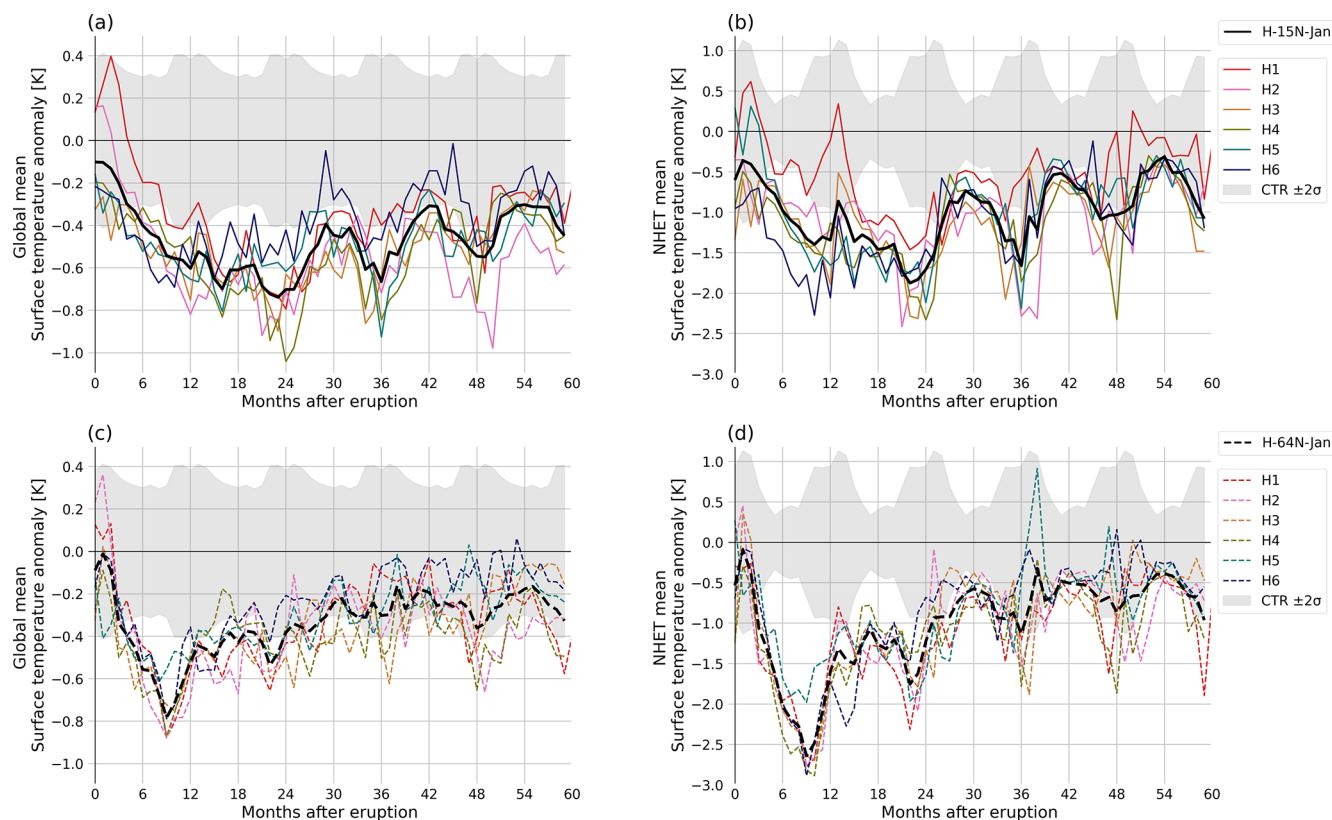 (a)
Global mean
Surface temperature anomaly [K]
0.4
0.2
0.0
−0.2
−0.4
−0.6
−0.8
−1.0
0 6 12 18 24 30 36 42 48 54 60
Months after eruption
(b)
NHET mean
Surface temperature anomaly [K]
1.0
0.5
0.0
−0.5
−1.0
−1.5
−2.0
−2.5
−3.0
0 6 12 18 24 30 36 42 48 54 60
Months after eruption
H-15N-Jan
H1
H2
H3
H4
H5
H6
CTR ±2σ
(c)
Global mean
Surface temperature anomaly [K]
0.4
0.2
0.0
−0.2
−0.4
−0.6
−0.8
−1.0
0 6 12 18 24 30 36 42 48 54 60
Months after eruption
(d)
NHET mean
Surface temperature anomaly [K]
1.0
0.5
0.0
−0.5
−1.0
−1.5
−2.0
−2.5
−3.0
0 6 12 18 24 30 36 42 48 54 60
Months after eruption
H-64N-Jan
H1
H2
H3
H4
H5
H6
CTR ±2σ